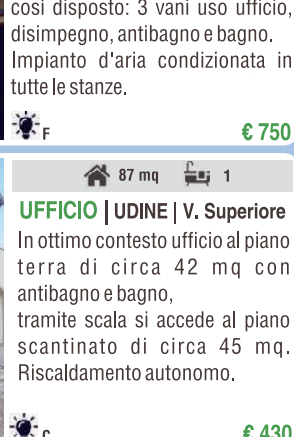 così disposto: 3 vani uso ufficio,
disimpegno, antibagno e bagno.
Impianto d'aria condizionata in
tutte le stanze.
F € 750
87 mq 1
UFFICIO | UDINE | V. Superiore
In ottimo contesto ufficio al piano
terra di circa 42 mq con
antibagno e bagno,
tramite scala si accede al piano
scantinato di circa 45 mq.
Riscaldamento autonomo.
C € 430